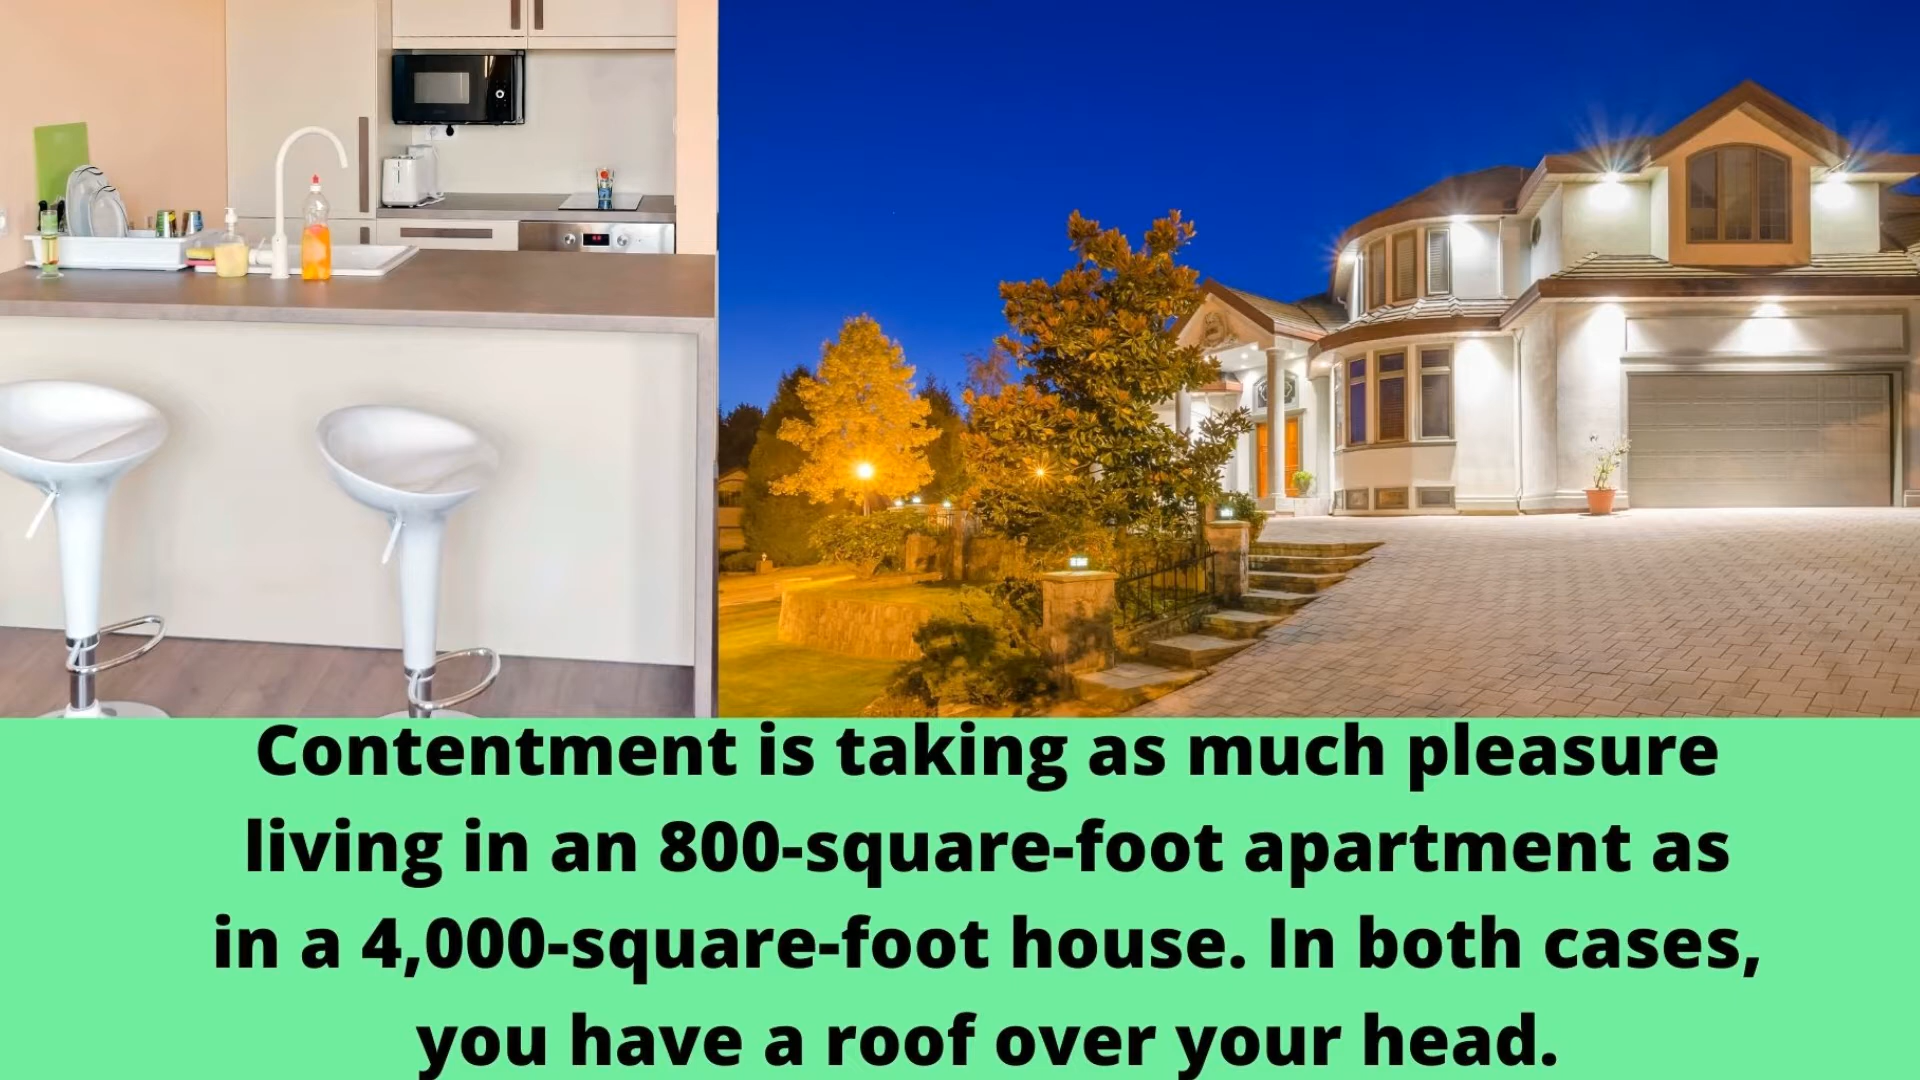 Contentment is taking as much pleasure
living in an 800-square-foot apartment as
in a 4,000-square-foot house. In both cases,
you have a roof over your head.